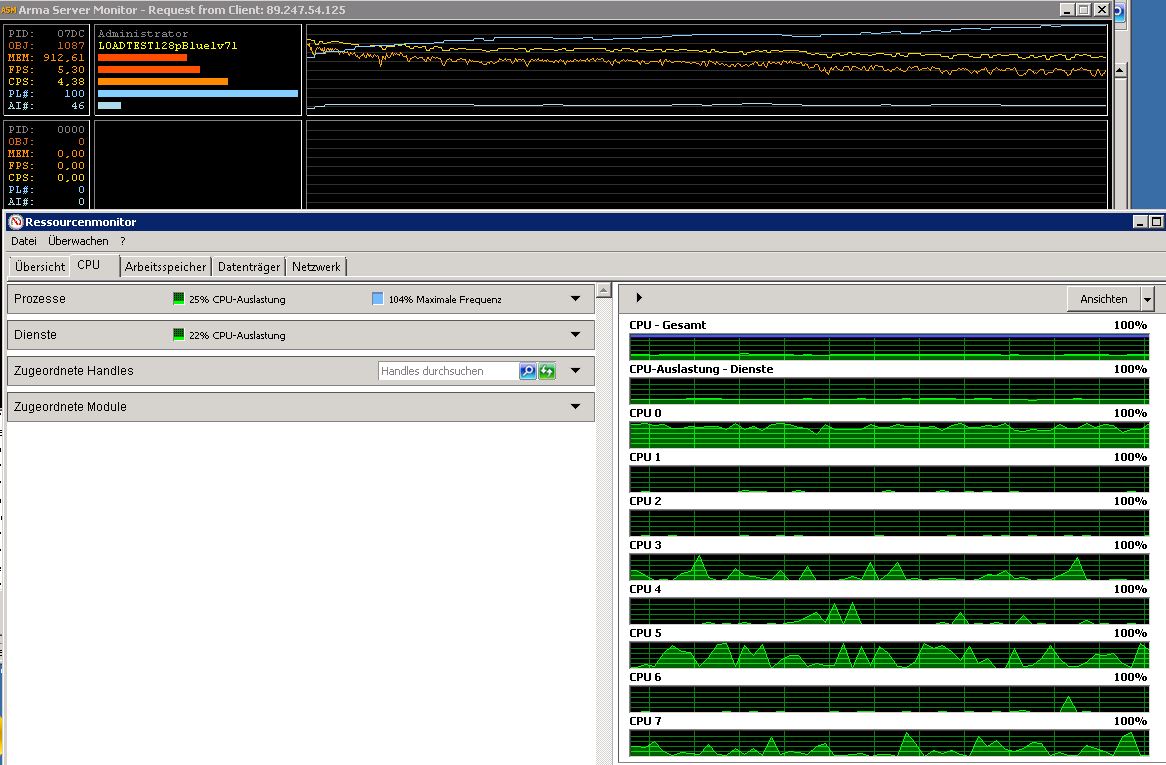 ASM Arma Server Monitor - Request from Client: 89.247.54.125
PID: 07DC
OBJ: 1087
MEM: 912,61
FPS: 5,30
CPS: 4,38
PL#: 100
AI#: 46
Administrator
LOADTEST128pBluelv71
PID: 0000
OBJ: 0
MEM: 0,00
FPS: 0,00
CPS: 0,00
PL#: 0
AI#: 0
Ressourcenmonitor
Datei Überwachen ?
Übersicht CPU Arbeitsspeicher Datenträger Netzwerk
Prozesse 25% CPU-Auslastung 104% Maximale Frequenz
Dienste 22% CPU-Auslastung
Zugeordnete Handles Handles durchsuchen
Zugeordnete Module
Ansichten
CPU - Gesamt 100%
CPU-Auslastung - Dienste 100%
CPU 0 100%
CPU 1 100%
CPU 2 100%
CPU 3 100%
CPU 4 100%
CPU 5 100%
CPU 6 100%
CPU 7 100%